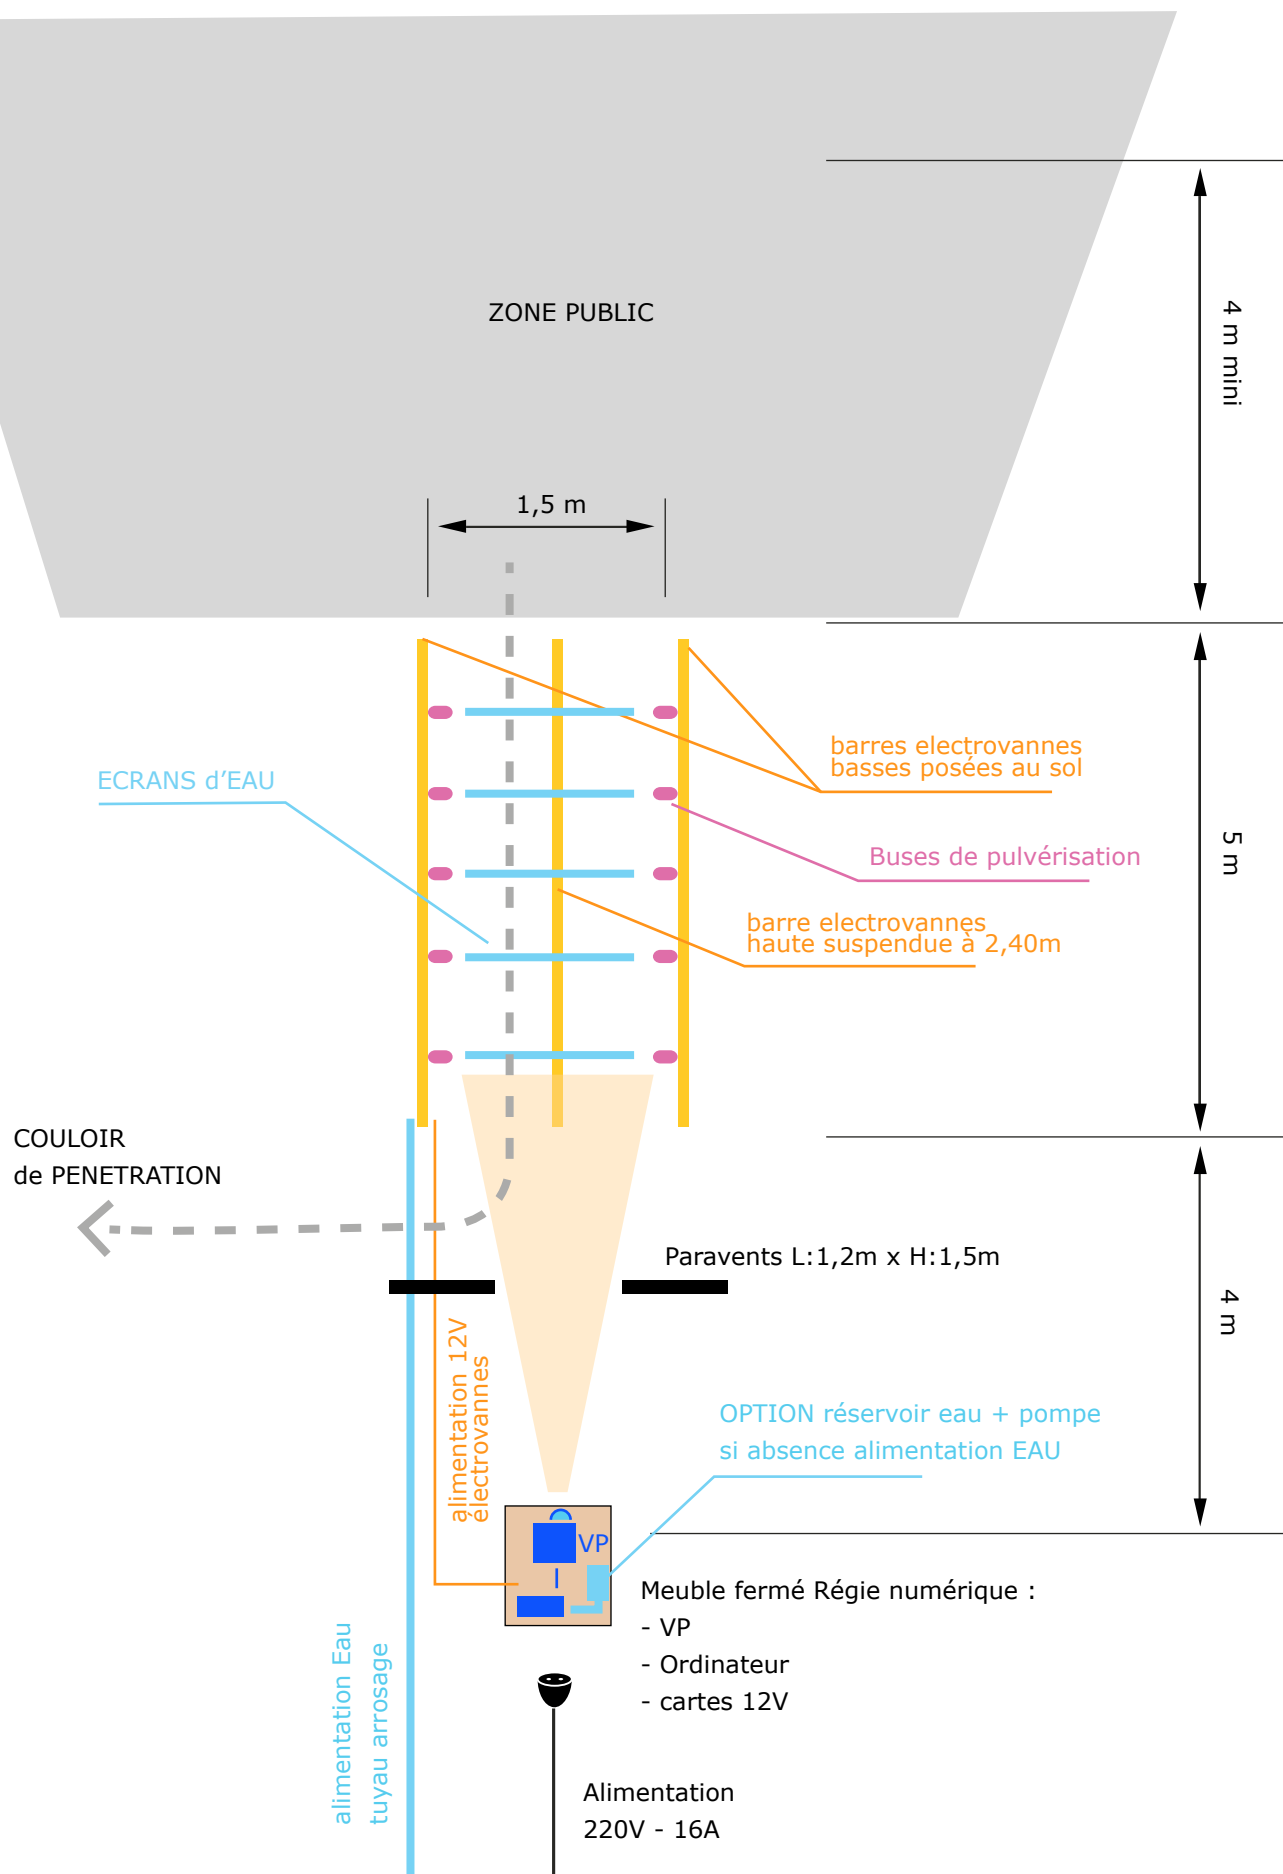 ZONE PUBLIC
4 m mini
1,5 m
barres electrovannes
basses posées au sol
ECRANS d'EAU
5 m
Buses de pulvérisation
barre electrovannes
haute suspendue à 2,40m
COULOIR
de PENETRATION
Paravents L:1,2m x H:1,5m
4 m
alimentation 12V
électrovannes
OPTION réservoir eau + pompe
si absence alimentation EAU
VP
Meuble fermé Régie numérique :
- VP
- Ordinateur
- cartes 12V
alimentation Eau
tuyau arrosage
Alimentation
220V - 16A